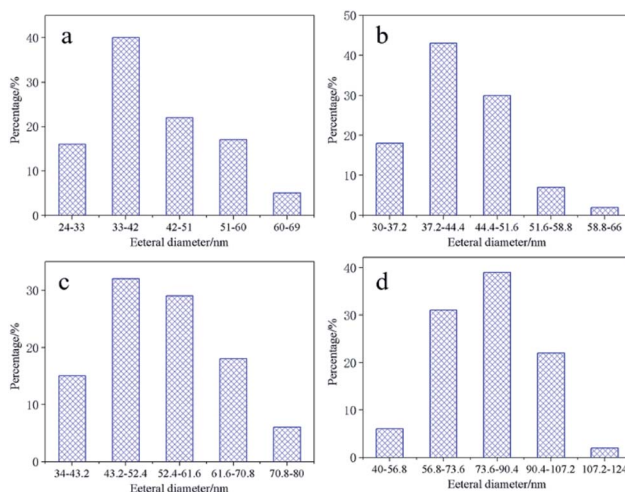 a
Percentage/%
40
30
20
10
0
24-33 33-42 42-51 51-60 60-69
Eeteral diameter/nm
b
Percentage/%
50
40
30
20
10
0
30-37.2 37.2-44.4 44.4-51.6 51.6-58.8 58.8-66
Eeteral diameter/nm
c
Percentage/%
30
20
10
0
34-43.2 43.2-52.4 52.4-61.6 61.6-70.8 70.8-80
Eeteral diameter/nm
d
Percentage/%
40
30
20
10
0
40-56.8 56.8-73.6 73.6-90.4 90.4-107.2 107.2-124
Eeteral diameter/nm